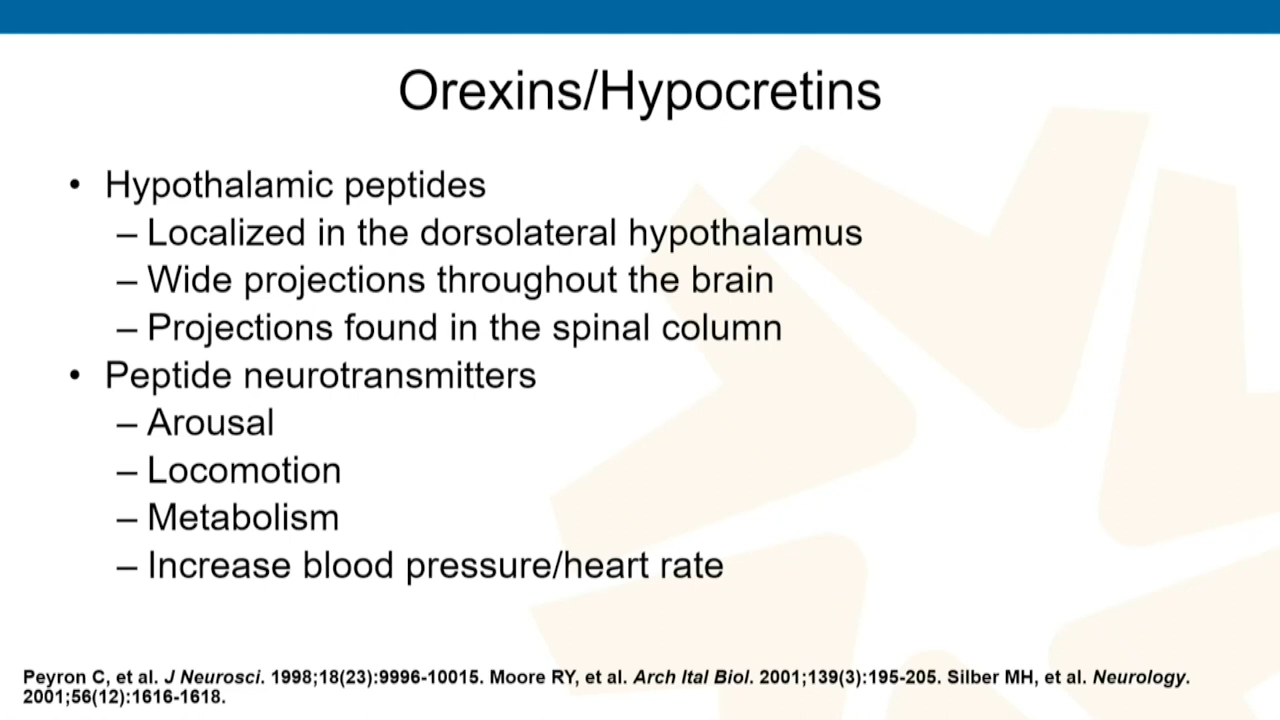 Orexins/Hypocretins
• Hypothalamic peptides
– Localized in the dorsolateral hypothalamus
– Wide projections throughout the brain
– Projections found in the spinal column
• Peptide neurotransmitters
– Arousal
– Locomotion
– Metabolism
– Increase blood pressure/heart rate
Peyron C, et al. J Neurosci. 1998;18(23):9996-10015. Moore RY, et al. Arch Ital Biol. 2001;139(3):195-205. Silber MH, et al. Neurology.
2001;56(12):1616-1618.